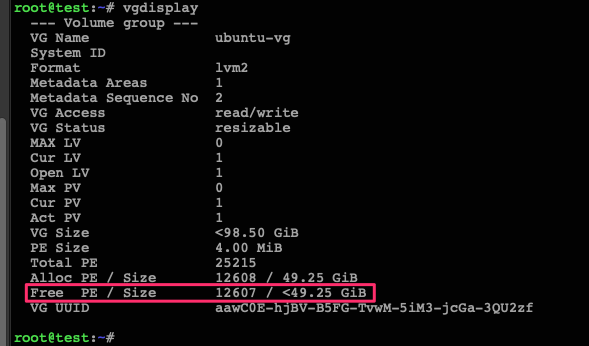 root@test:~# vgdisplay
--- Volume group ---
VG Name ubuntu-vg
System ID
Format lvm2
Metadata Areas 1
Metadata Sequence No 2
VG Access read/write
VG Status resizable
MAX LV 0
Cur LV 1
Open LV 1
Max PV 0
Cur PV 1
Act PV 1
VG Size <98.50 GiB
PE Size 4.00 MiB
Total PE 25215
Alloc PE / Size 12608 / 49.25 GiB
Free PE / Size 12607 / <49.25 GiB
VG UUID aawC0E-hjBV-B5FG-TvwM-5iM3-jcGa-3QU2zf
root@test:~#